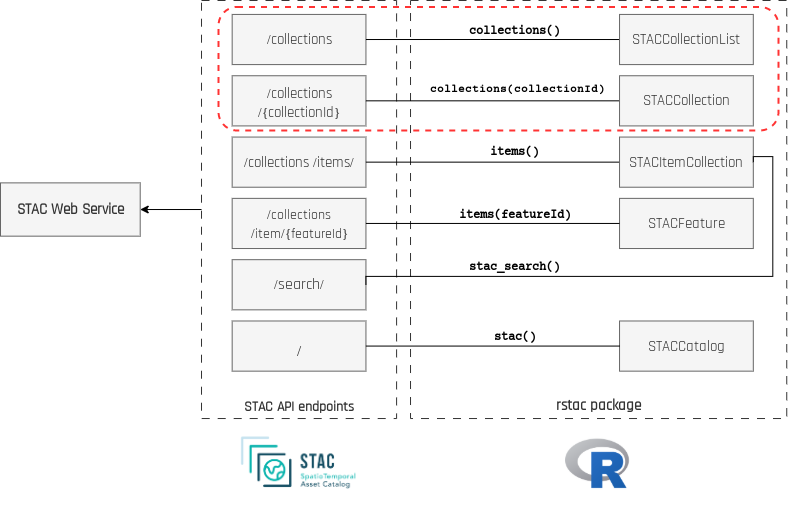 /collections
collections()
STACCollectionList
/collections
/{collectionId}
collections(collectionId)
STACCollection
/collections /items/
items()
STACItemCollection
STAC Web Service
/collections
/item/{featureId}
items(featureId)
STACFeature
/search/
stac_search()
/
stac()
STACCatalog
STAC API endpoints
rstac package
STAC
SpatioTemporal
Asset Catalog
R